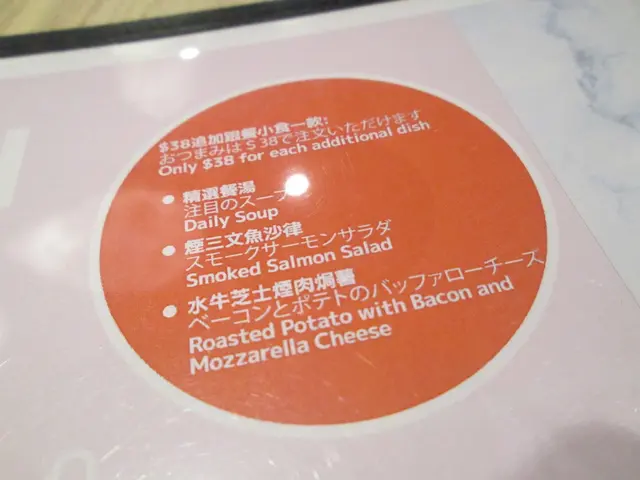 $38追加跟餐小食一款:
おつまみは$38で注文いただけます
Only $38 for each additional dish
● 精選餐湯
注目のスープ
Daily Soup
● 煙三文魚沙律
スモークサーモンサラダ
Smoked Salmon Salad
● 水牛芝士煙肉焗薯
ベーコンとポテトのバッファローチーズ
Roasted Potato with Bacon and
Mozzarella Cheese